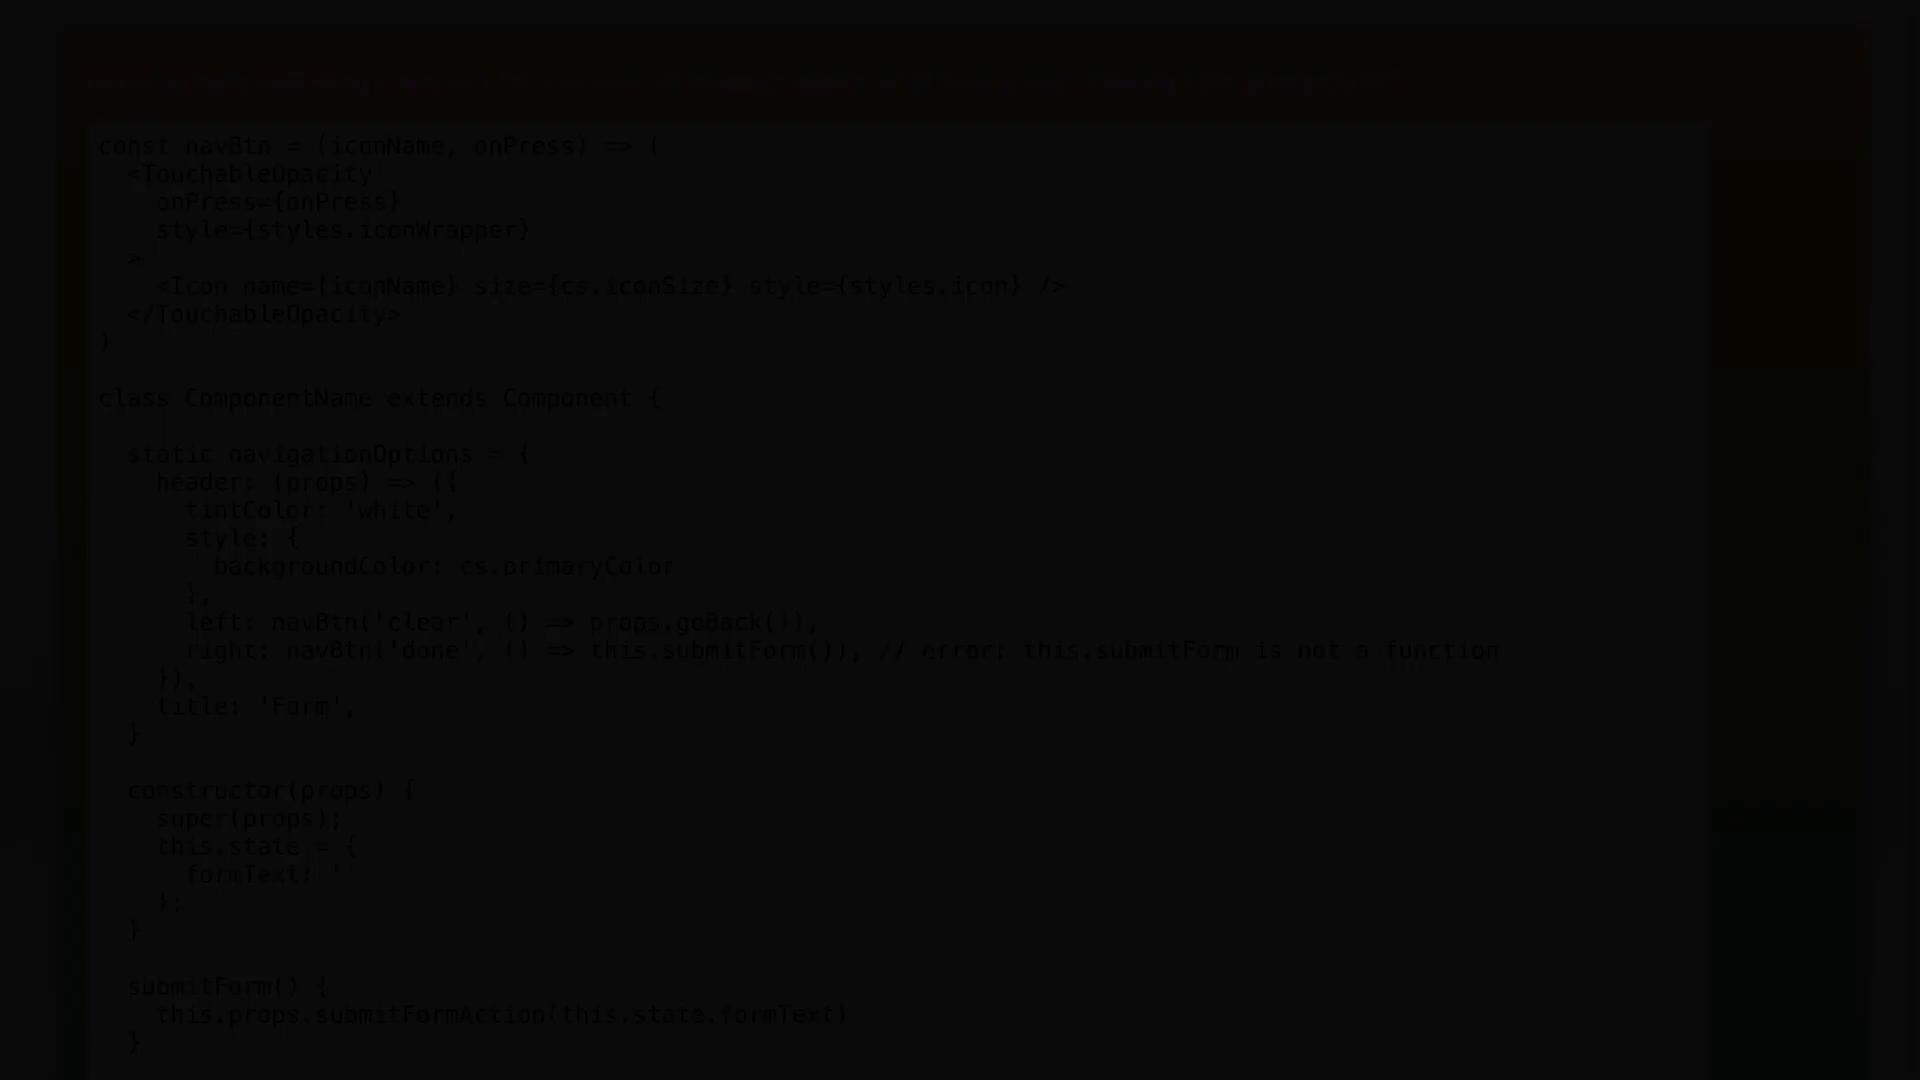 const navBtn = (iconName, onPress) => (
  <TouchableOpacity
    onPress={onPress}
    style={styles.iconWrapper}
  >
    <Icon name={iconName} size={cs.iconSize} style={styles.icon} />
  </TouchableOpacity>
)
class ComponentName extends Component {
  static navigationOptions = {
    header: (props) => ({
      tintColor: 'white',
      style: {
        backgroundColor: cs.primaryColor
      },
      left: navBtn('clear', () => props.goBack()),
      right: navBtn('done', () => this.submitForm()), // error: this.submitForm is not a function
    }),
    title: 'Form',
  }
  constructor(props) {
    super(props);
    this.state = {
      formText: ''
    };
  }
  submitForm() {
    this.props.submitFormAction(this.state.formText)
  }